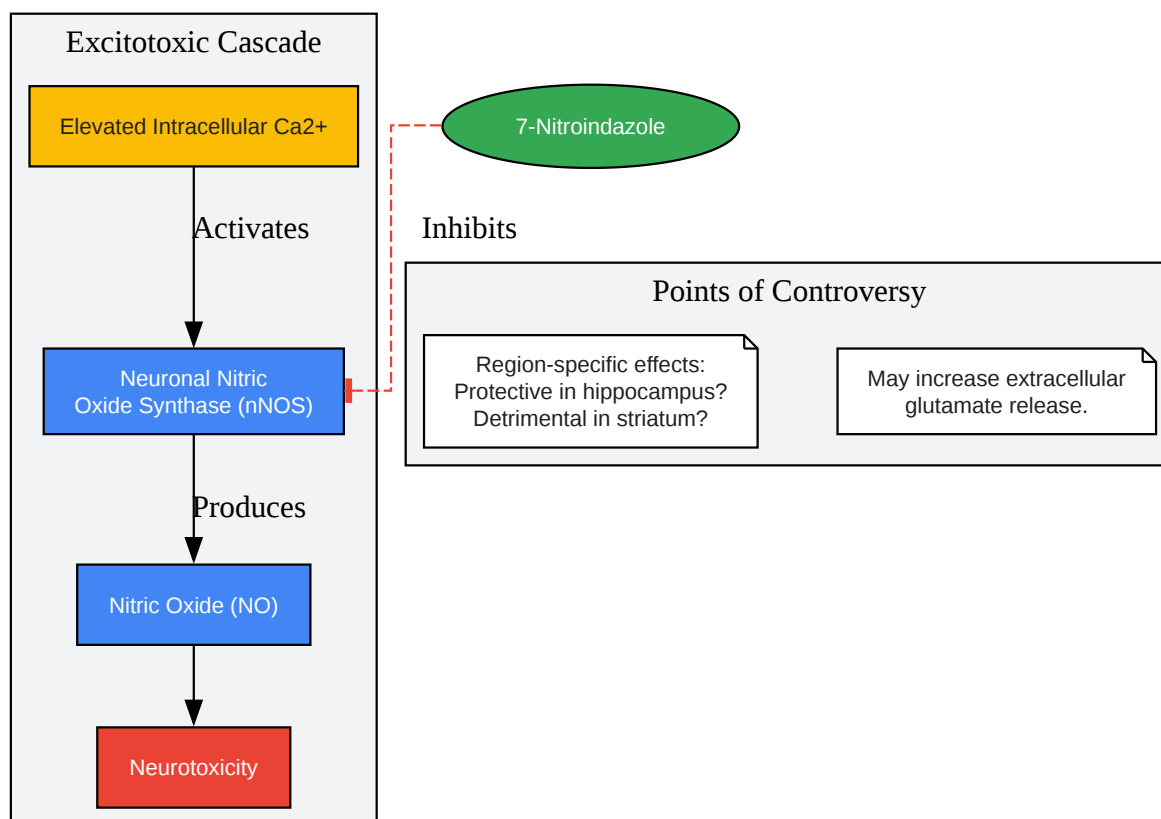 Excitotoxic Cascade
Elevated Intracellular Ca2+
7-Nitroindazole
Activates
Inhibits
Points of Controversy
Neuronal Nitric
Oxide Synthase (nNOS)
Region-specific effects:
Protective in hippocampus?
Detrimental in striatum?
May increase extracellular
glutamate release.
Produces
Nitric Oxide (NO)
Neurotoxicity